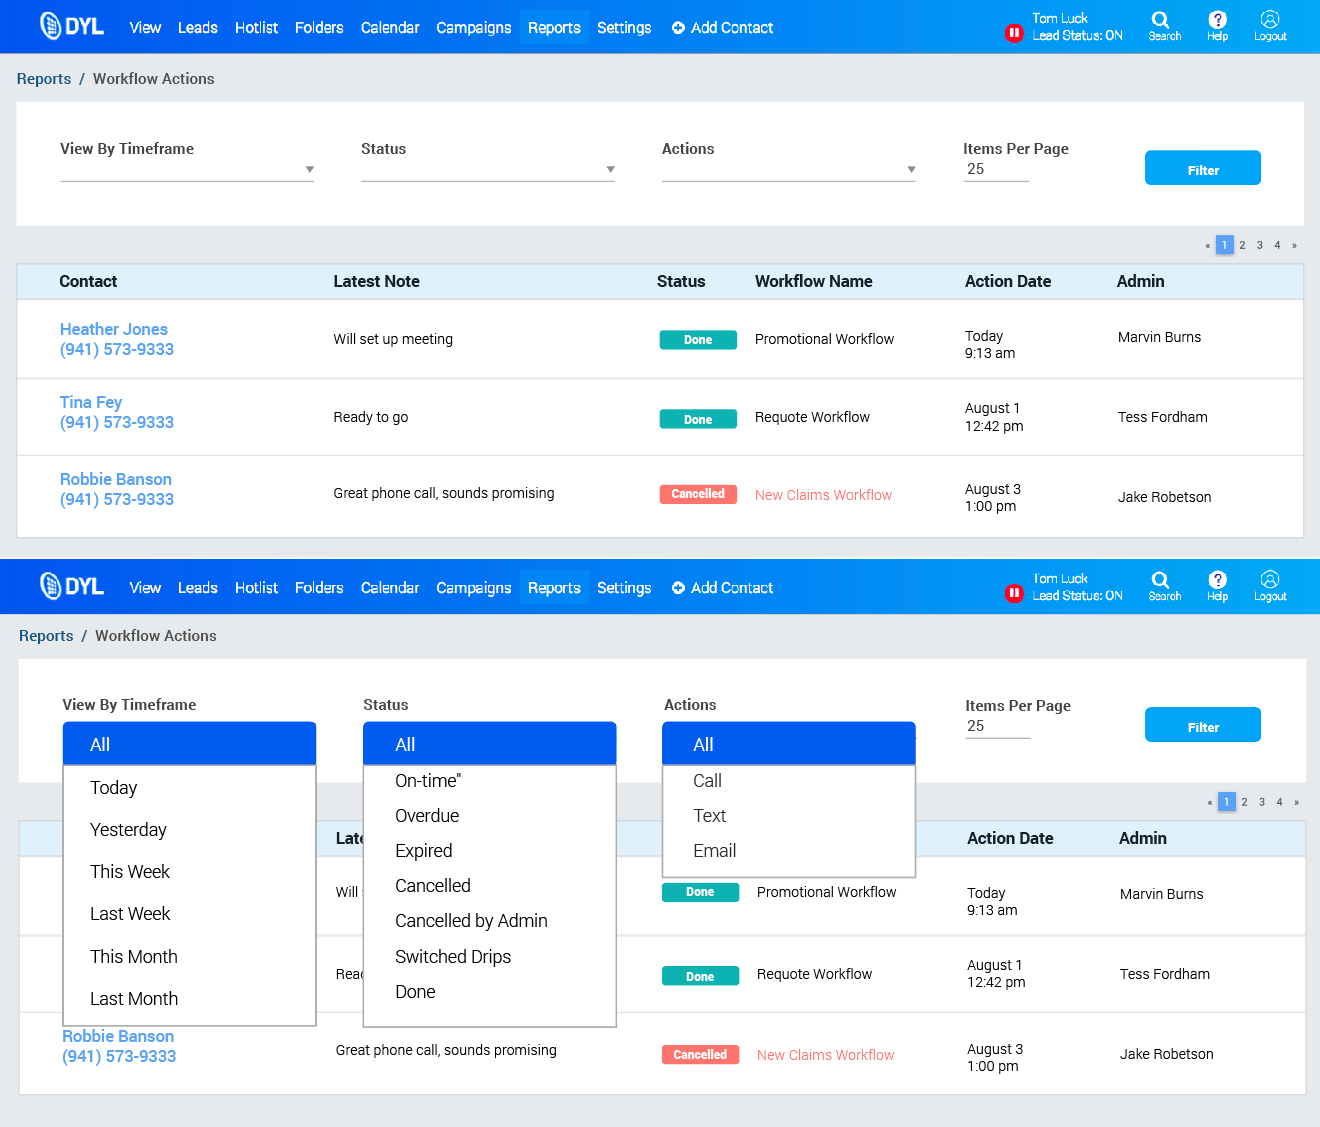 DYL View Leads Hotlist Folders Calendar Campaigns Reports Settings Add Contact Tom Luck Lead Status: ON Search Help Logout
Reports / Workflow Actions
View By Timeframe Status Actions Items Per Page
25 Filter
« 1 2 3 4 »
Contact Latest Note Status Workflow Name Action Date Admin
Heather Jones
(941) 573-9333 Will set up meeting Done Promotional Workflow Today
9:13 am Marvin Burns
Tina Fey
(941) 573-9333 Ready to go Done Requote Workflow August 1
12:42 pm Tess Fordham
Robbie Banson
(941) 573-9333 Great phone call, sounds promising Cancelled New Claims Workflow August 3
1:00 pm Jake Robetson
DYL View Leads Hotlist Folders Calendar Campaigns Reports Settings Add Contact Tom Luck Lead Status: ON Search Help Logout
Reports / Workflow Actions
View By Timeframe Status Actions Items Per Page
25 Filter
All
Today
Yesterday
This Week
Last Week
This Month
Last Month
All
On-time"
Overdue
Expired
Cancelled
Cancelled by Admin
Switched Drips
Done
All
Call
Text
Email
« 1 2 3 4 »
Late Action Date Admin
Will Done Promotional Workflow Today
9:13 am Marvin Burns
Read Done Requote Workflow August 1
12:42 pm Tess Fordham
Robbie Banson
(941) 573-9333 Great phone call, sounds promising Cancelled New Claims Workflow August 3
1:00 pm Jake Robetson